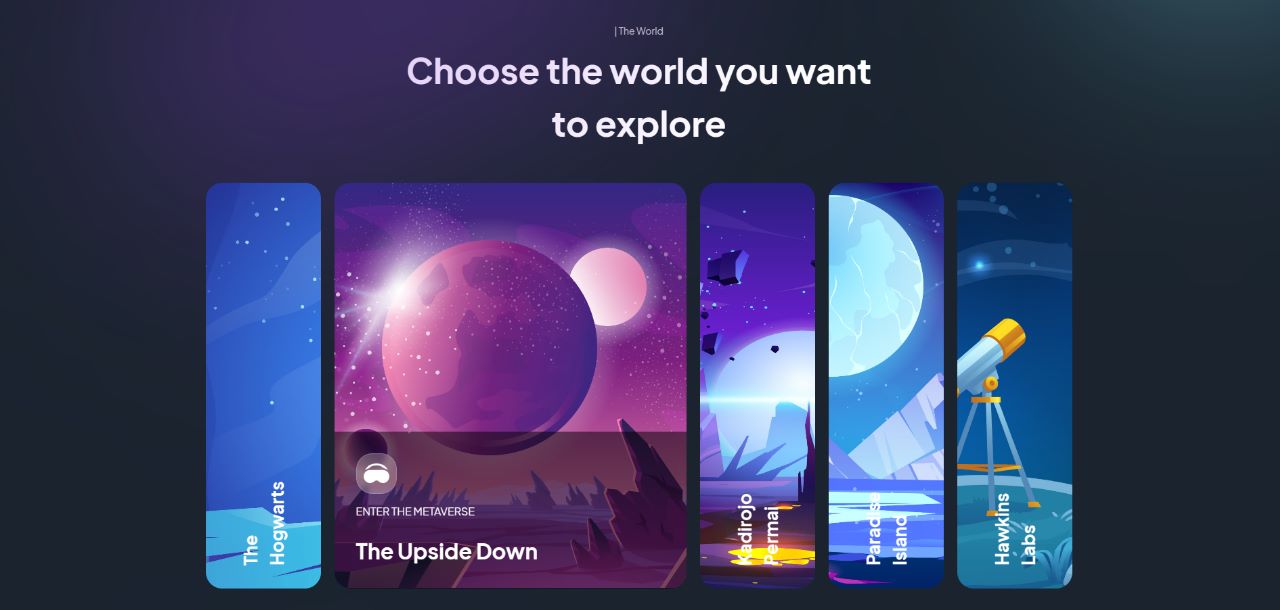 | The World
Choose the world you want
to explore
The
Hogwarts
ENTER THE METAVERSE
The Upside Down
Kadirojo
Permai
Paradise
Island
Hawkins
Labs